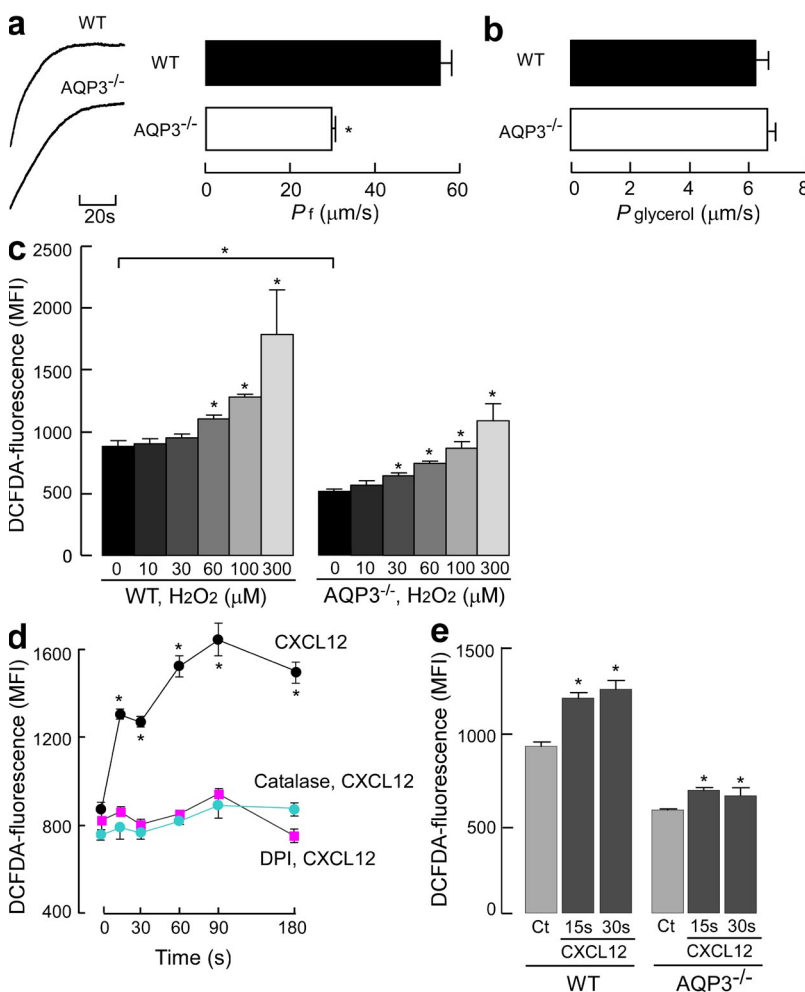 a
WT
AQP3-/-
20s
WT
AQP3-/-
*
0 20 40 60
Pf (μm/s)
b
WT
AQP3-/-
0 2 4 6 8
Pglycerol (μm/s)
c
DCFDA-fluorescence (MFI)
2500
2000
1500
1000
500
0
*
* * *
* * * *
0 10 30 60 100 300
0 10 30 60 100 300
WT, H2O2 (μM)
AQP3-/-, H2O2 (μM)
d
DCFDA-fluorescence (MFI)
1600
1200
800
400
* * * * *
CXCL12
Catalase, CXCL12
DPI, CXCL12
0 30 60 90 180
Time (s)
e
DCFDA-fluorescence (MFI)
1500
1000
500
0
* *
* *
Ct 15s 30s
Ct 15s 30s
CXCL12
CXCL12
WT
AQP3-/-